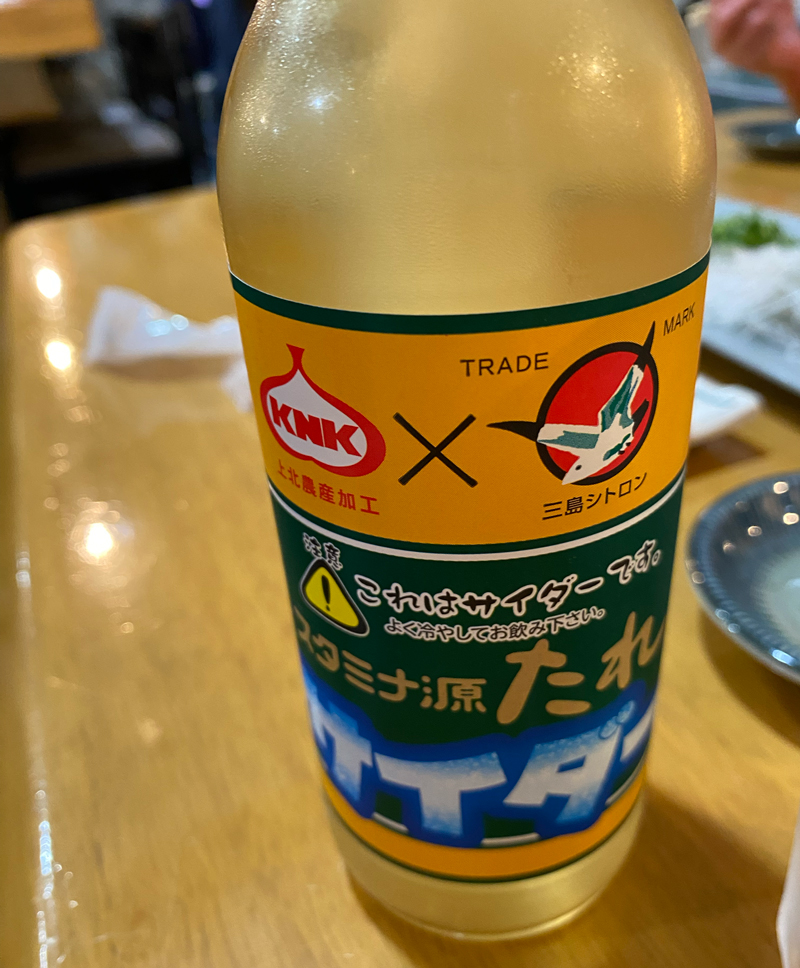 TRADE MARK
KNK
上北農産加工
三島シトロン
注意
これはサイダーです。
よく冷やしてお飲み下さい。
スタミナ源たれ
サイダー